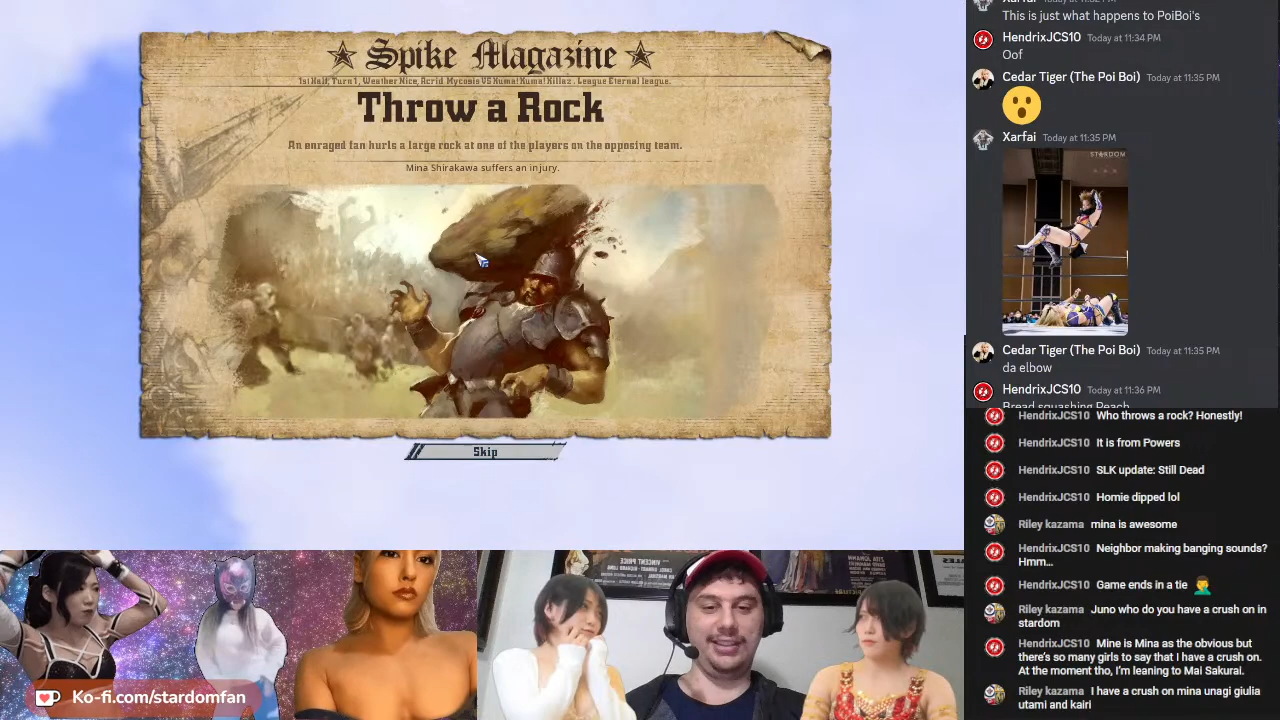 Spike Magazine
1st Half, Turn 1, Weather Nice, Acrid Mycosis VS Kuma! Kuma! Killaz . League Eternal league.
Throw a Rock
An enraged fan hurls a large rock at one of the players on the opposing team.
Mina Shirakawa suffers an injury.
Skip
This is just what happens to PoiBoi's
HendrixJCS10 Today at 11:34 PM
Oof
Cedar Tiger (The Poi Boi) Today at 11:35 PM
Xarfai Today at 11:35 PM
STARDOM
Cedar Tiger (The Poi Boi) Today at 11:35 PM
da elbow
HendrixJCS10 Today at 11:36 PM
Bread squashing Peach
HendrixJCS10 Who throws a rock? Honestly!
HendrixJCS10 It is from Powers
HendrixJCS10 SLK update: Still Dead
HendrixJCS10 Homie dipped lol
Riley kazama mina is awesome
HendrixJCS10 Neighbor making banging sounds?
Hmm...
HendrixJCS10 Game ends in a tie
Riley kazama Juno who do you have a crush on in
stardom
HendrixJCS10 Mine is Mina as the obvious but
there's so many girls to say that I have a crush on.
At the moment tho, I'm leaning to Mai Sakurai.
Riley kazama I have a crush on mina unagi giulia
utami and kairi
Ko-fi.com/stardomfan